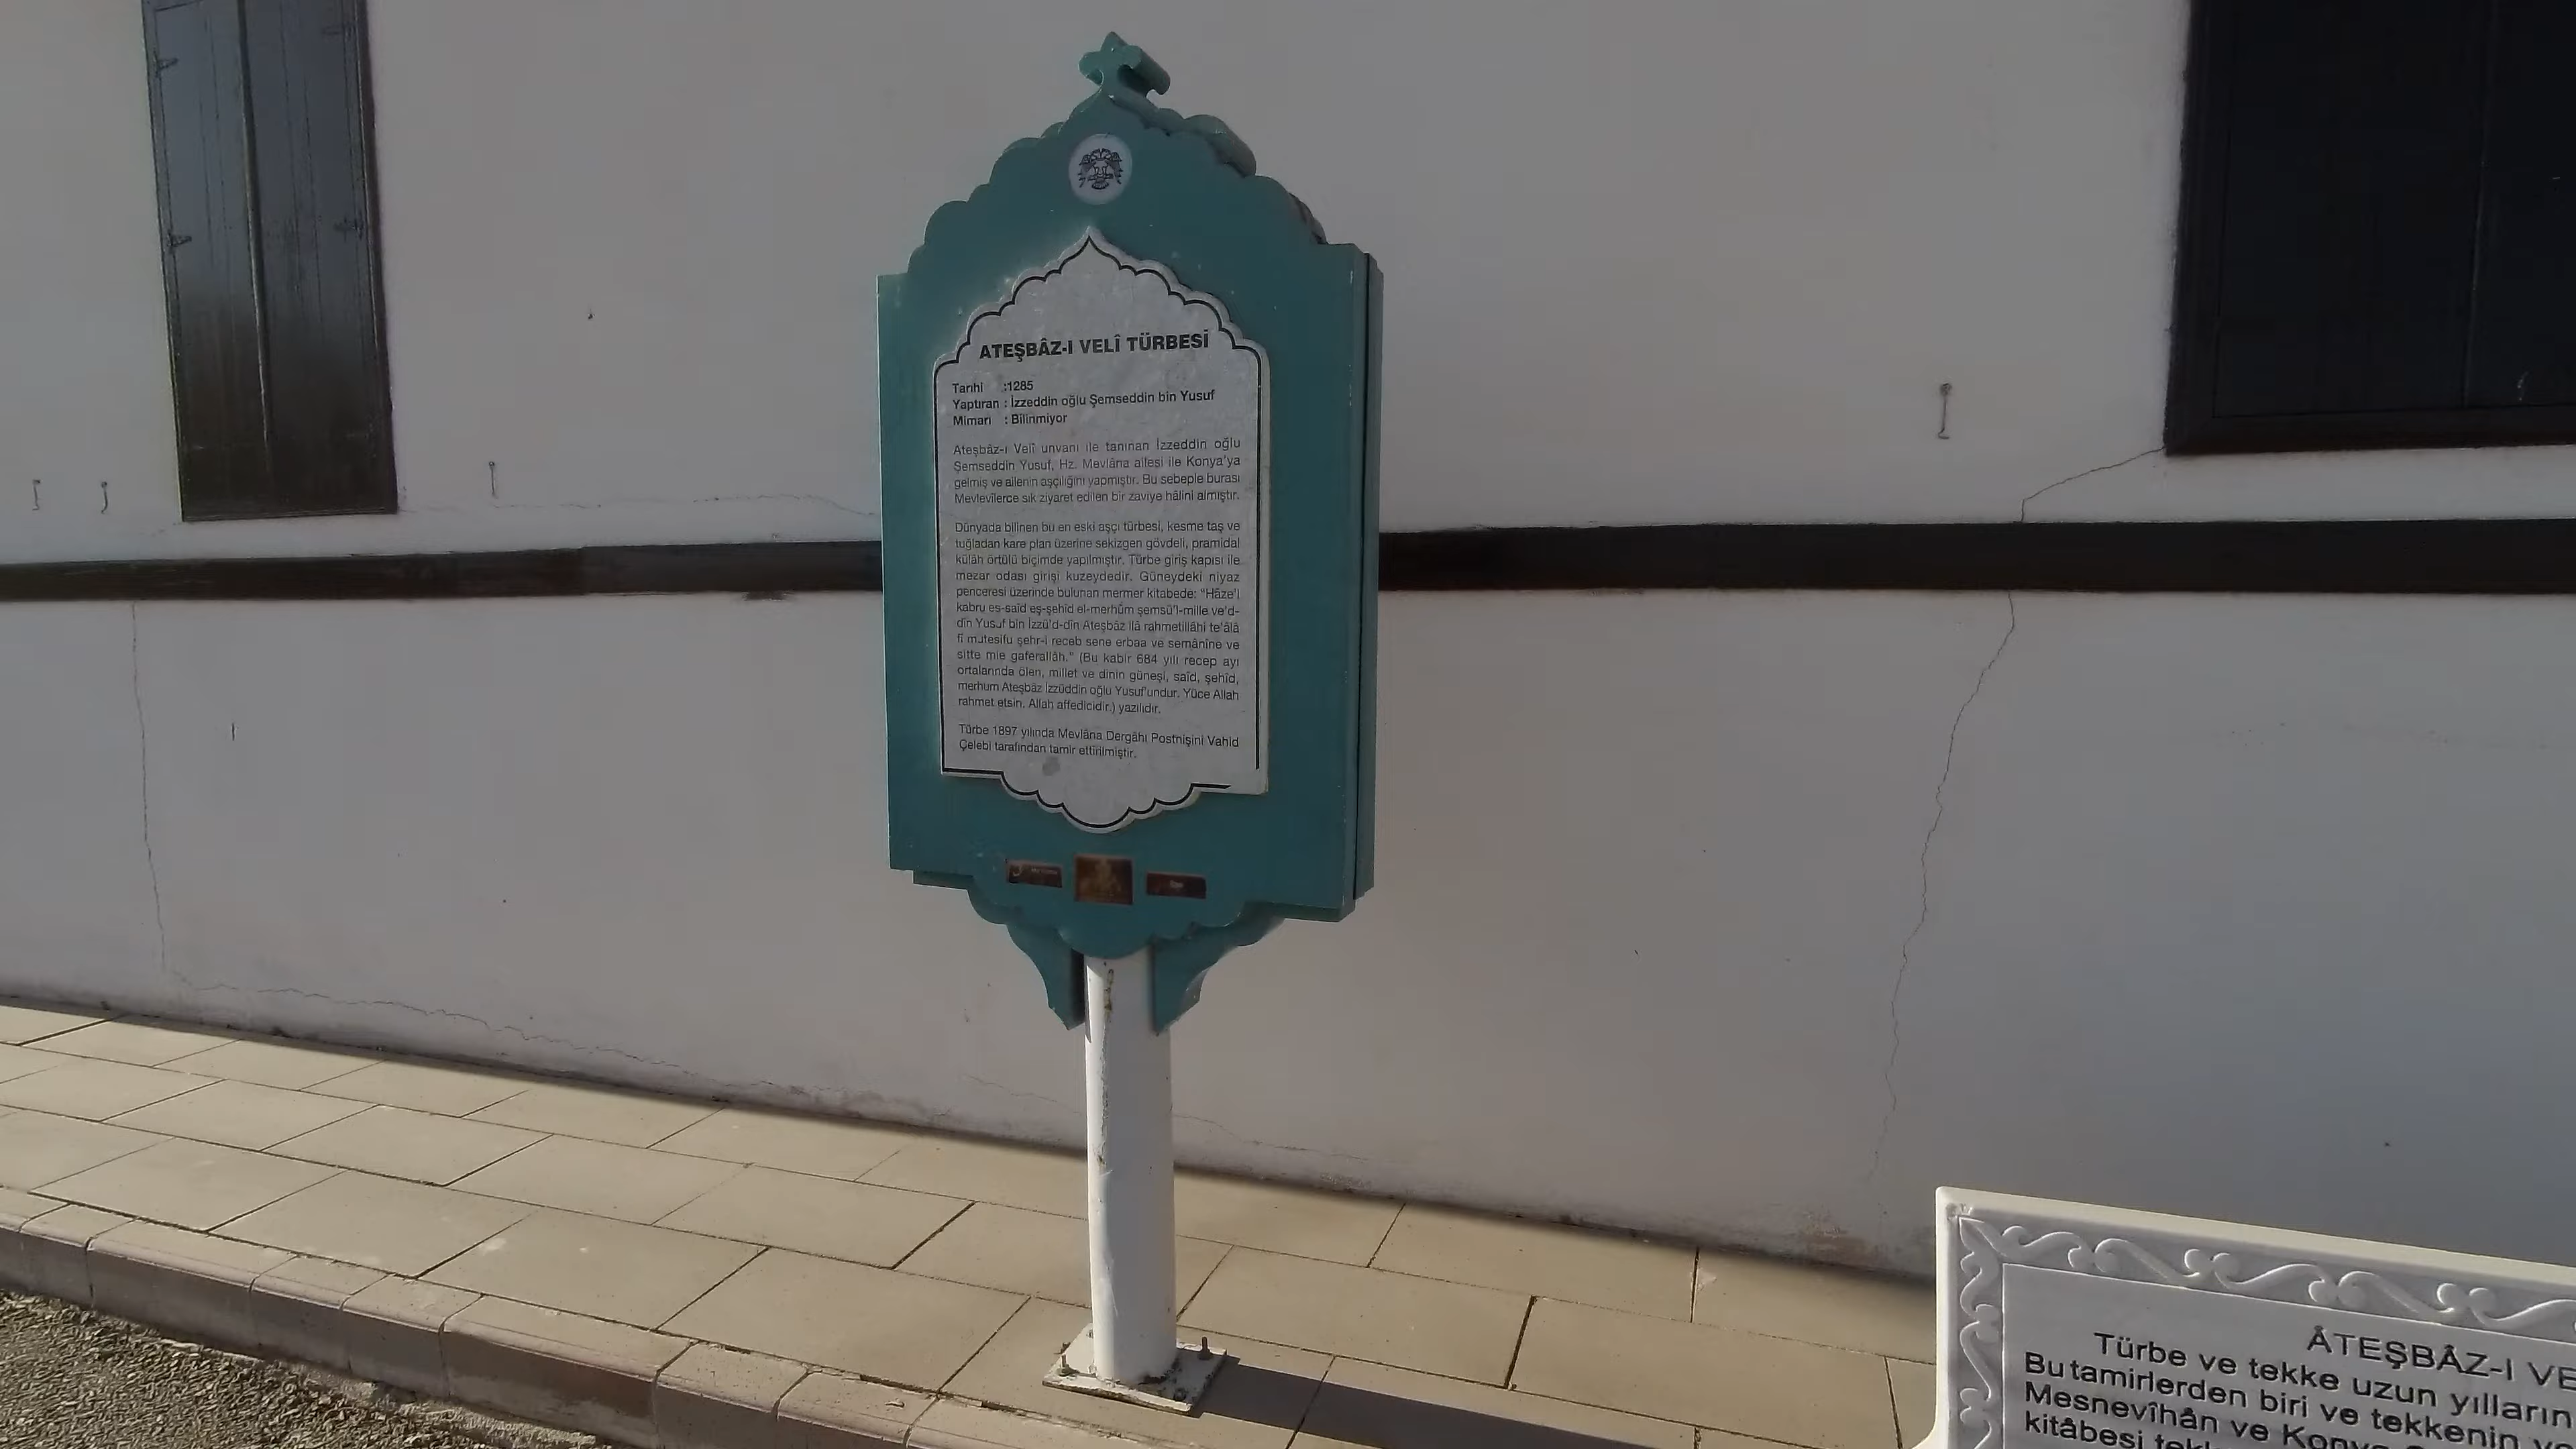 ATEŞBÂZ-I VELÎ TÜRBESİ
Tarihi :1285
Yaptıran : İzzeddin oğlu Şemseddin bin Yusuf
Mimarı : Bilinmiyor
Ateşbâz-ı Velî unvanı ile tanınan İzzeddin oğlu
Şemseddin Yusuf, Hz. Mevlâna ailesi ile Konya'ya
gelmiş ve ailenin aşçılığını yapmıştır. Bu sebeple burası
Mevlevîlerce sık ziyaret edilen bir zaviye hâlini almıştır.
Dünyada bilinen bu en eski aşçı türbesi, kesme taş ve
tuğladan kare plan üzerine sekizgen gövdeli, pramidal
külâh örtülü biçimde yapılmıştır. Türbe giriş kapısı ile
mezar odası girişi kuzeydedir. Güneydeki niyaz
penceresi üzerinde bulunan mermer kitabede: "Hâze'l
kabru es-saîd eş-şehîd el-merhûm şemsü'l-mille ve'd-
dîn Yusuf bin İzzü'd-dîn Ateşbâz ilâ rahmetillâhi te'âlâ
fî mutesifu şehr-i receb sene erbaa ve semânîne ve
sitte mie gaferallâh." (Bu kabir 684 yılı recep ayı
ortalarında ölen, millet ve dinin güneşi, saîd, şehîd,
merhum Ateşbâz İzzüddin oğlu Yusuf'undur. Yüce Allah
rahmet etsin. Allah affedicidir.) yazılıdır.
Türbe 1897 yılında Mevlâna Dergâhı Postnişini Vahid
Çelebi tarafından tamir ettirilmiştir.
ÂTEŞBÂZ-I VE
Türbe ve tekke uzun yılların
Bu tamirlerden biri ve tekkenin
Mesnevîhân ve Konya
kitâbesi